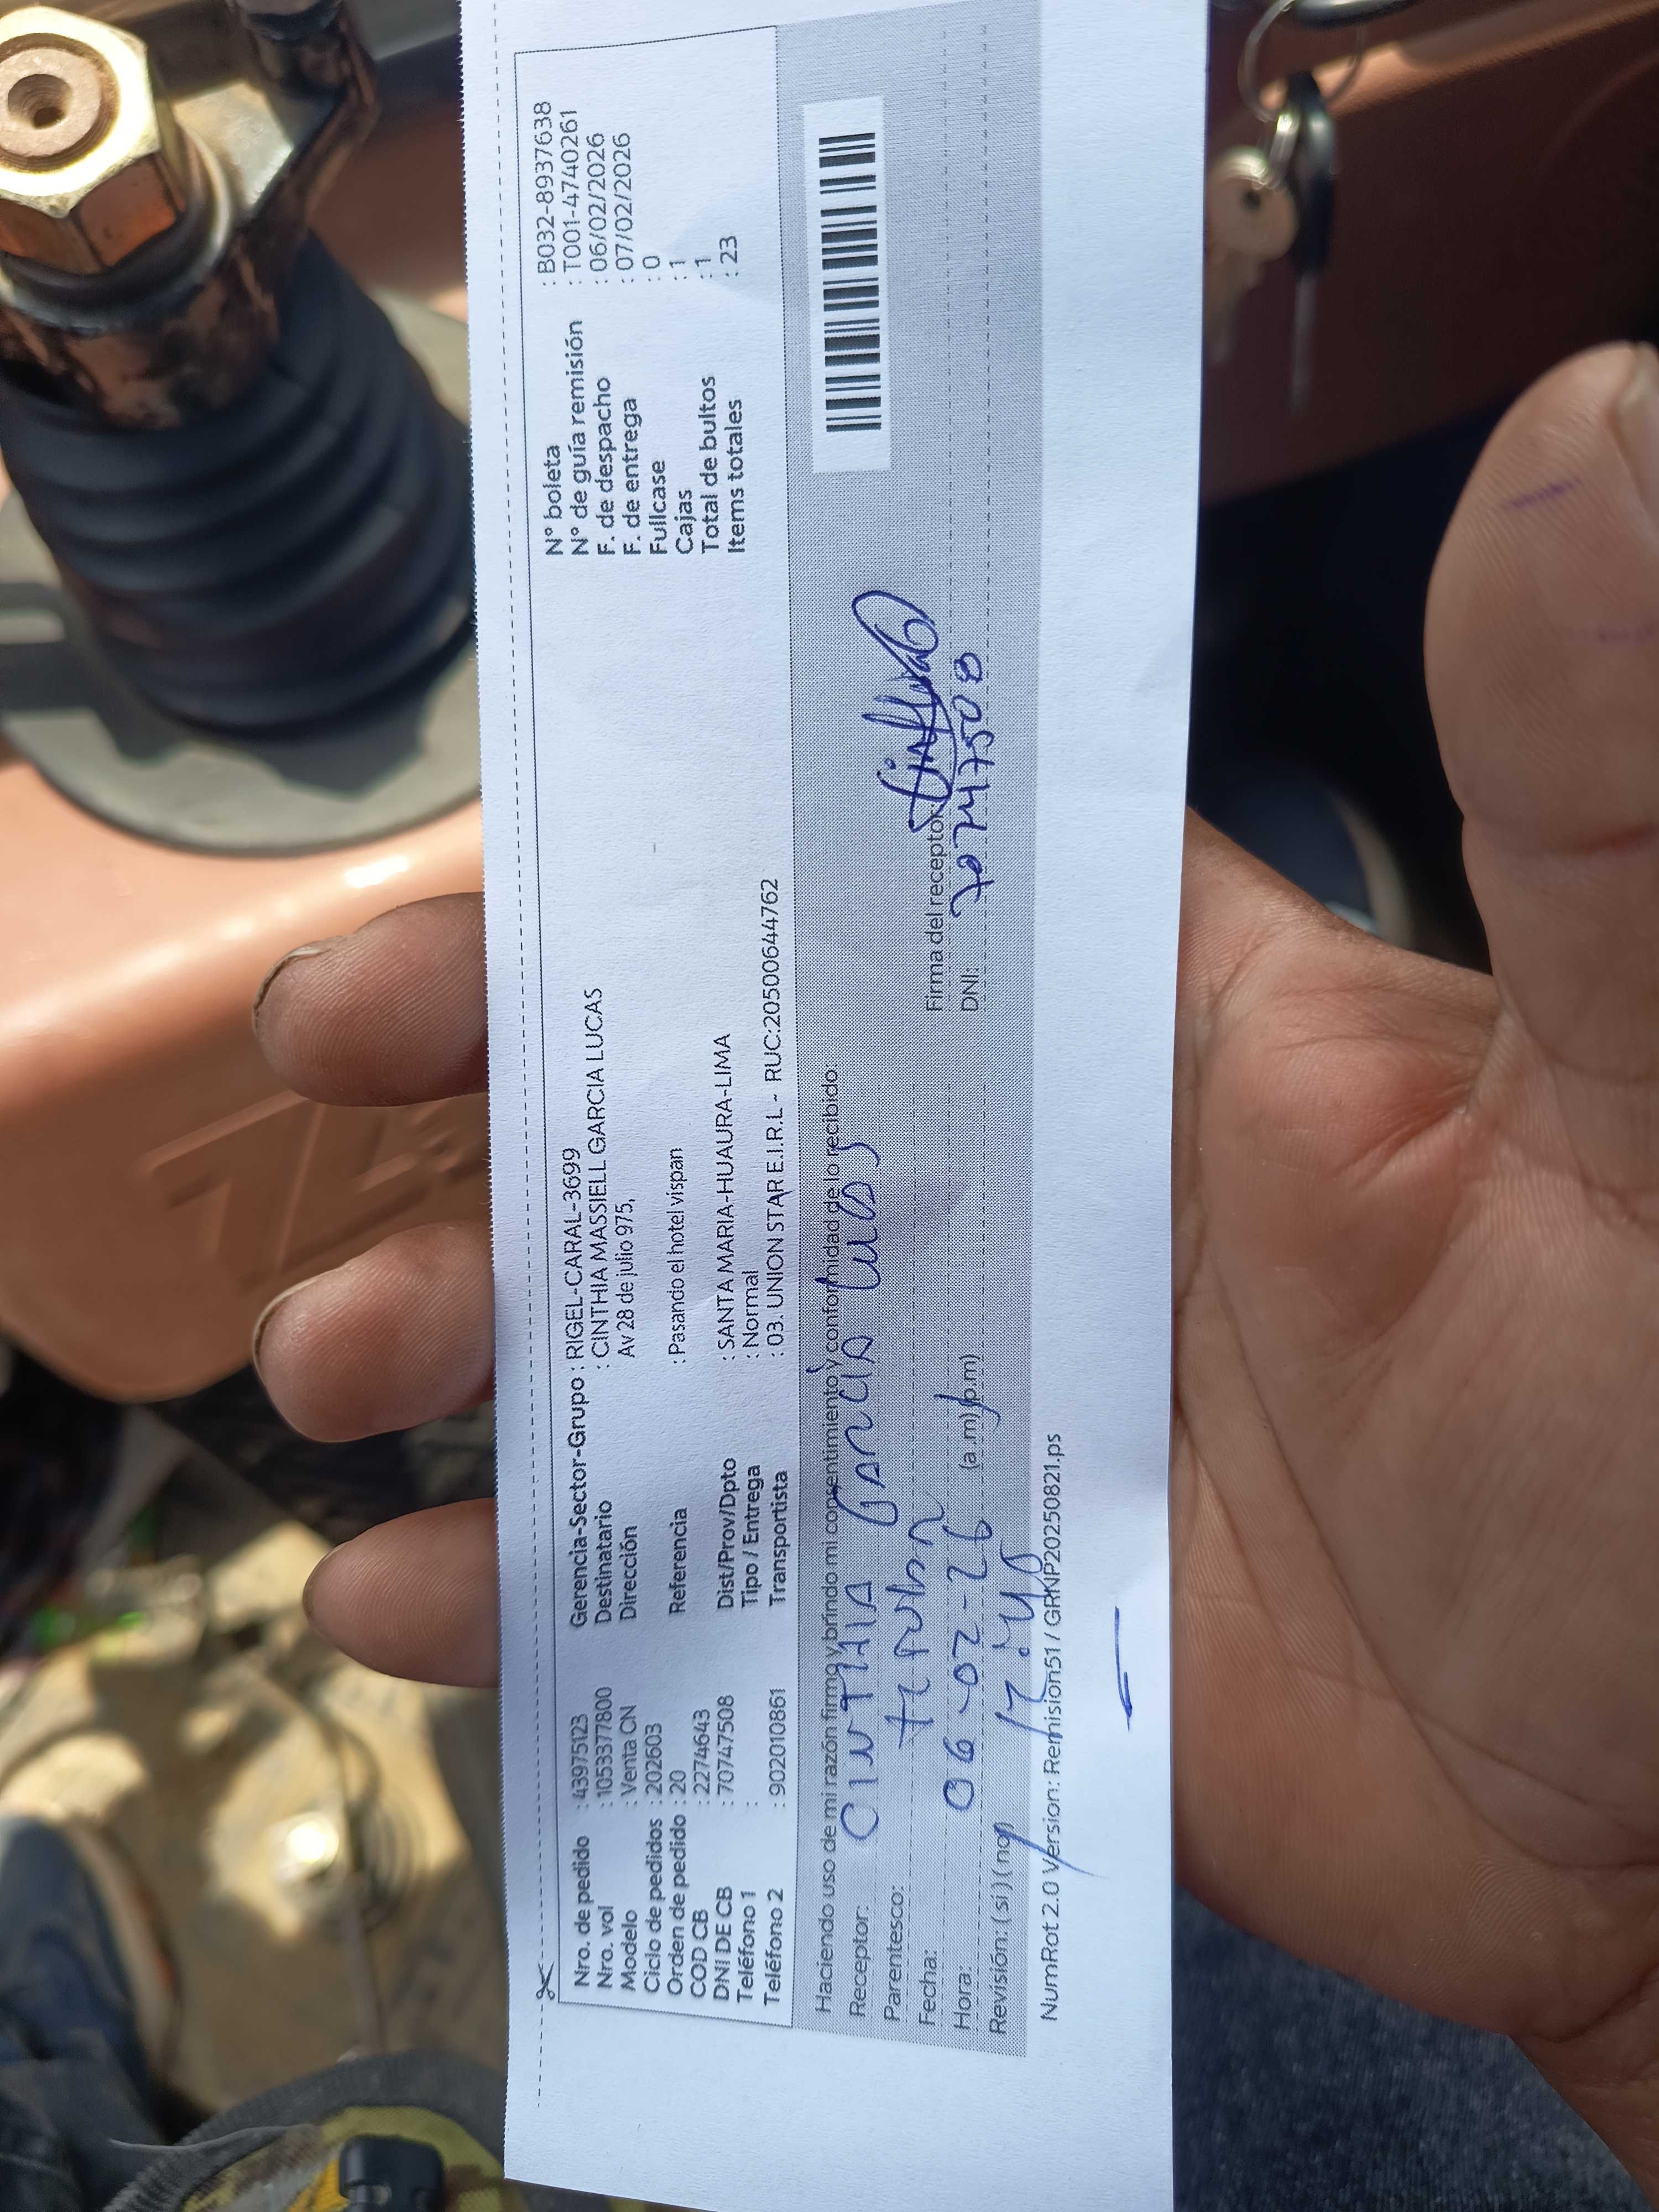 Nro. de pedido : 43975123
Nro. vol : 1053377800
Modelo : Venta CN
Ciclo de pedidos : 202603
Orden de pedido : 20
COD CB : 2274643
DNI DE CB : 70747508
Teléfono 1 :
Teléfono 2 : 902010861
Gerencia-Sector-Grupo : RIGEL-CARAL-3699
Destinatario : CINTHIA MASSIELL GARCIA LUCAS
Dirección Av 28 de julio 975,
Referencia : Pasando el hotel vispan
Dist/Prov/Dpto : SANTA MARIA-HUAURA-LIMA
Tipo / Entrega : Normal
Transportista : 03. UNION STAR E.I.R.L - RUC:20500644762
N° boleta : B032-8937638
N° de guía remisión : T001-4740261
F. de despacho : 06/02/2026
F. de entrega : 07/02/2026
Fullcase : 0
Cajas : 1
Total de bultos : 1
Items totales : 23
Haciendo uso de mi razón firmo y brindo mi consentimiento y conformidad de lo recibido:
Receptor: CINTHIA GARCIA LUCAS
Parentesco:
Fecha: 06-02-26
Hora: (a.m) (p.m)
Revisión: ( si ) ( no )
Firma del receptor
DNI: 70747508
NumRot 2.0 Version: Remision51 / GRNP20250821.ps